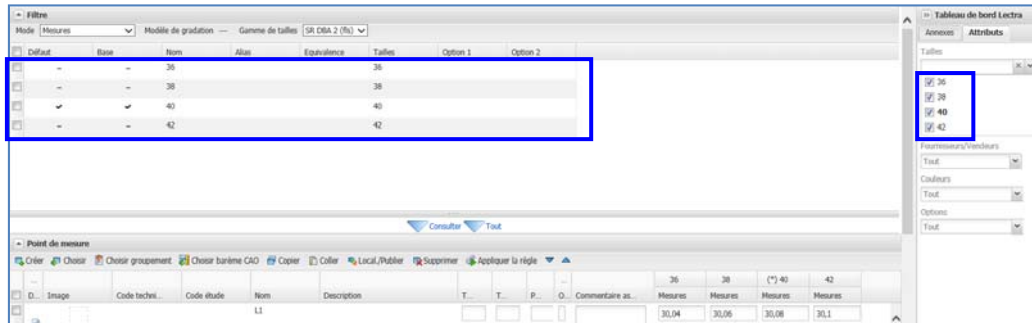 Filtre
Mode Mesures Modèle de gradation — Gamme de tailles SR DBA 2 (fls)
Défaut Base Nom Alias Equivalence Tailles Option 1 Option 2
– – 36 36
– – 38 38
40 40
– – 42 42
Consulter Tout
Point de mesure
Créer Choisir Choisir groupement Choisir barème CAO Copier Coller Local./Publier Supprimer Appliquer la règle
... ... 36 38 (*) 40 42
D... Image Code techni... Code étude Nom Description T... T... P... O... Commentaire as... Mesures Mesures Mesures Mesures
L1 30,04 30,06 30,08 30,1
Tableau de bord Lectra
Annexes Attributs
Tailles
36
38
40
42
Fournisseurs/Vendeurs
Tout
Couleurs
Tout
Options
Tout